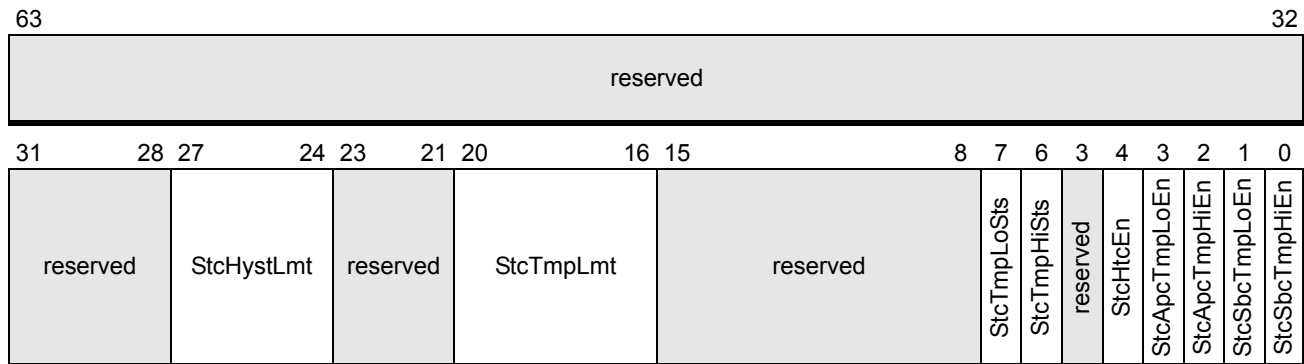 63 32
reserved
31 28 27 24 23 21 20 16 15 8 7 6 3 4 3 2 1 0
reserved StcHystLmt reserved StcTmpLmt reserved StcTmpLoSts StcTmpHiSts reserved StcHtcEn StcApcTmpLoEn StcApcTmpHiEn StcSbcTmpLoEn StcSbcTmpHiEn